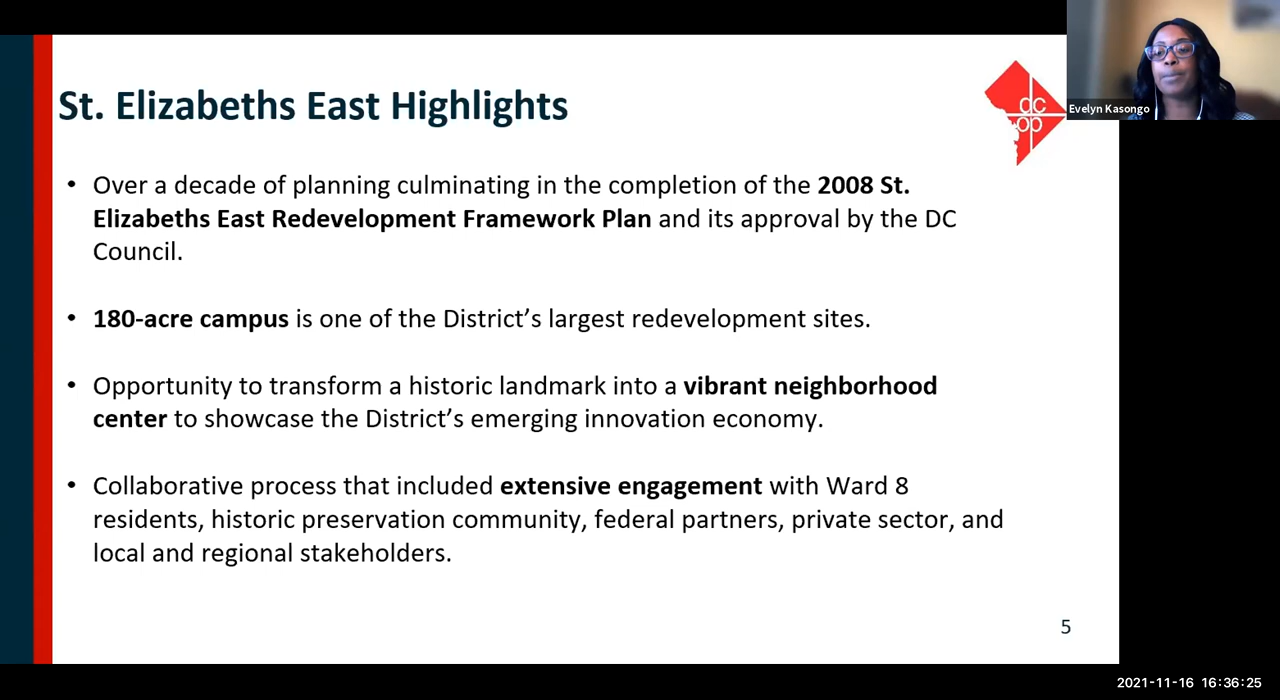 St. Elizabeths East Highlights
dc
op
Evelyn Kasongo
• Over a decade of planning culminating in the completion of the 2008 St.
Elizabeths East Redevelopment Framework Plan and its approval by the DC
Council.
• 180-acre campus is one of the District’s largest redevelopment sites.
• Opportunity to transform a historic landmark into a vibrant neighborhood
center to showcase the District’s emerging innovation economy.
• Collaborative process that included extensive engagement with Ward 8
residents, historic preservation community, federal partners, private sector, and
local and regional stakeholders.
5
2021-11-16 16:36:25